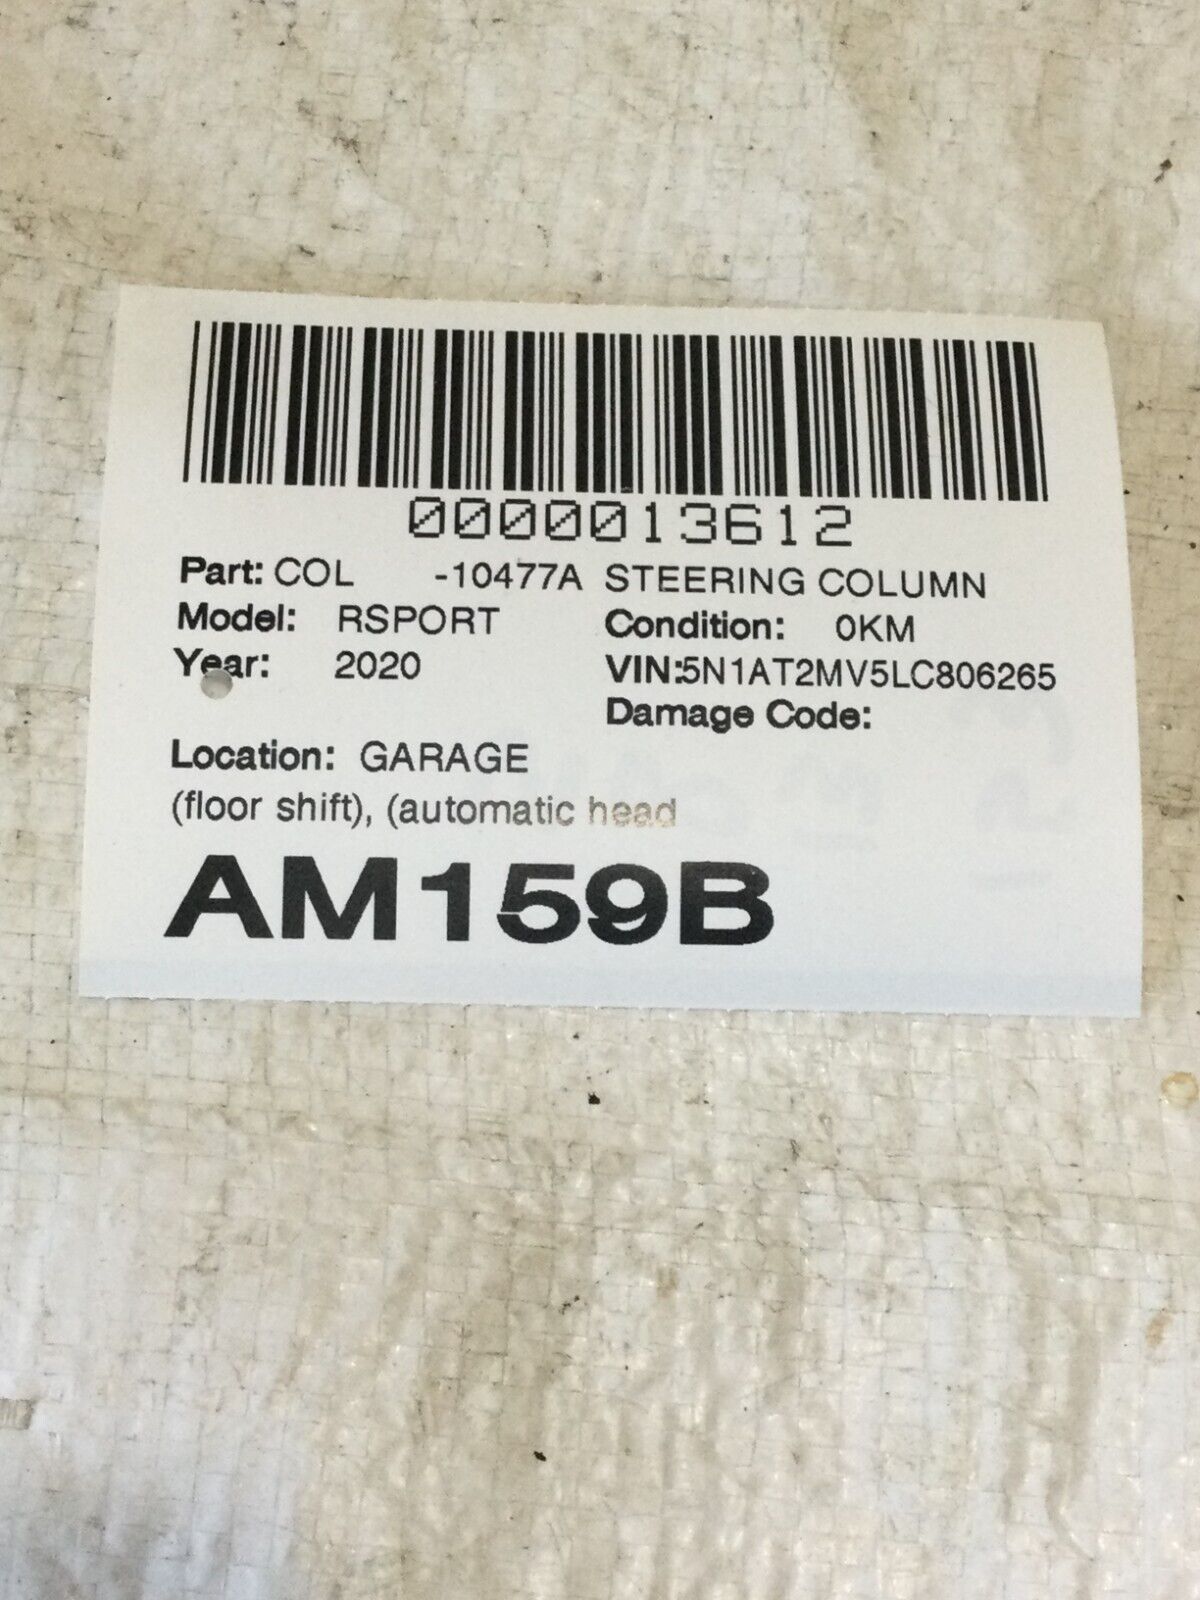 0000013612
Part: COL -10477A STEERING COLUMN
Model: RSPORT Condition: 0KM
Year: 2020 VIN:5N1AT2MV5LC806265
Damage Code:
Location: GARAGE
(floor shift), (automatic head
AM159B